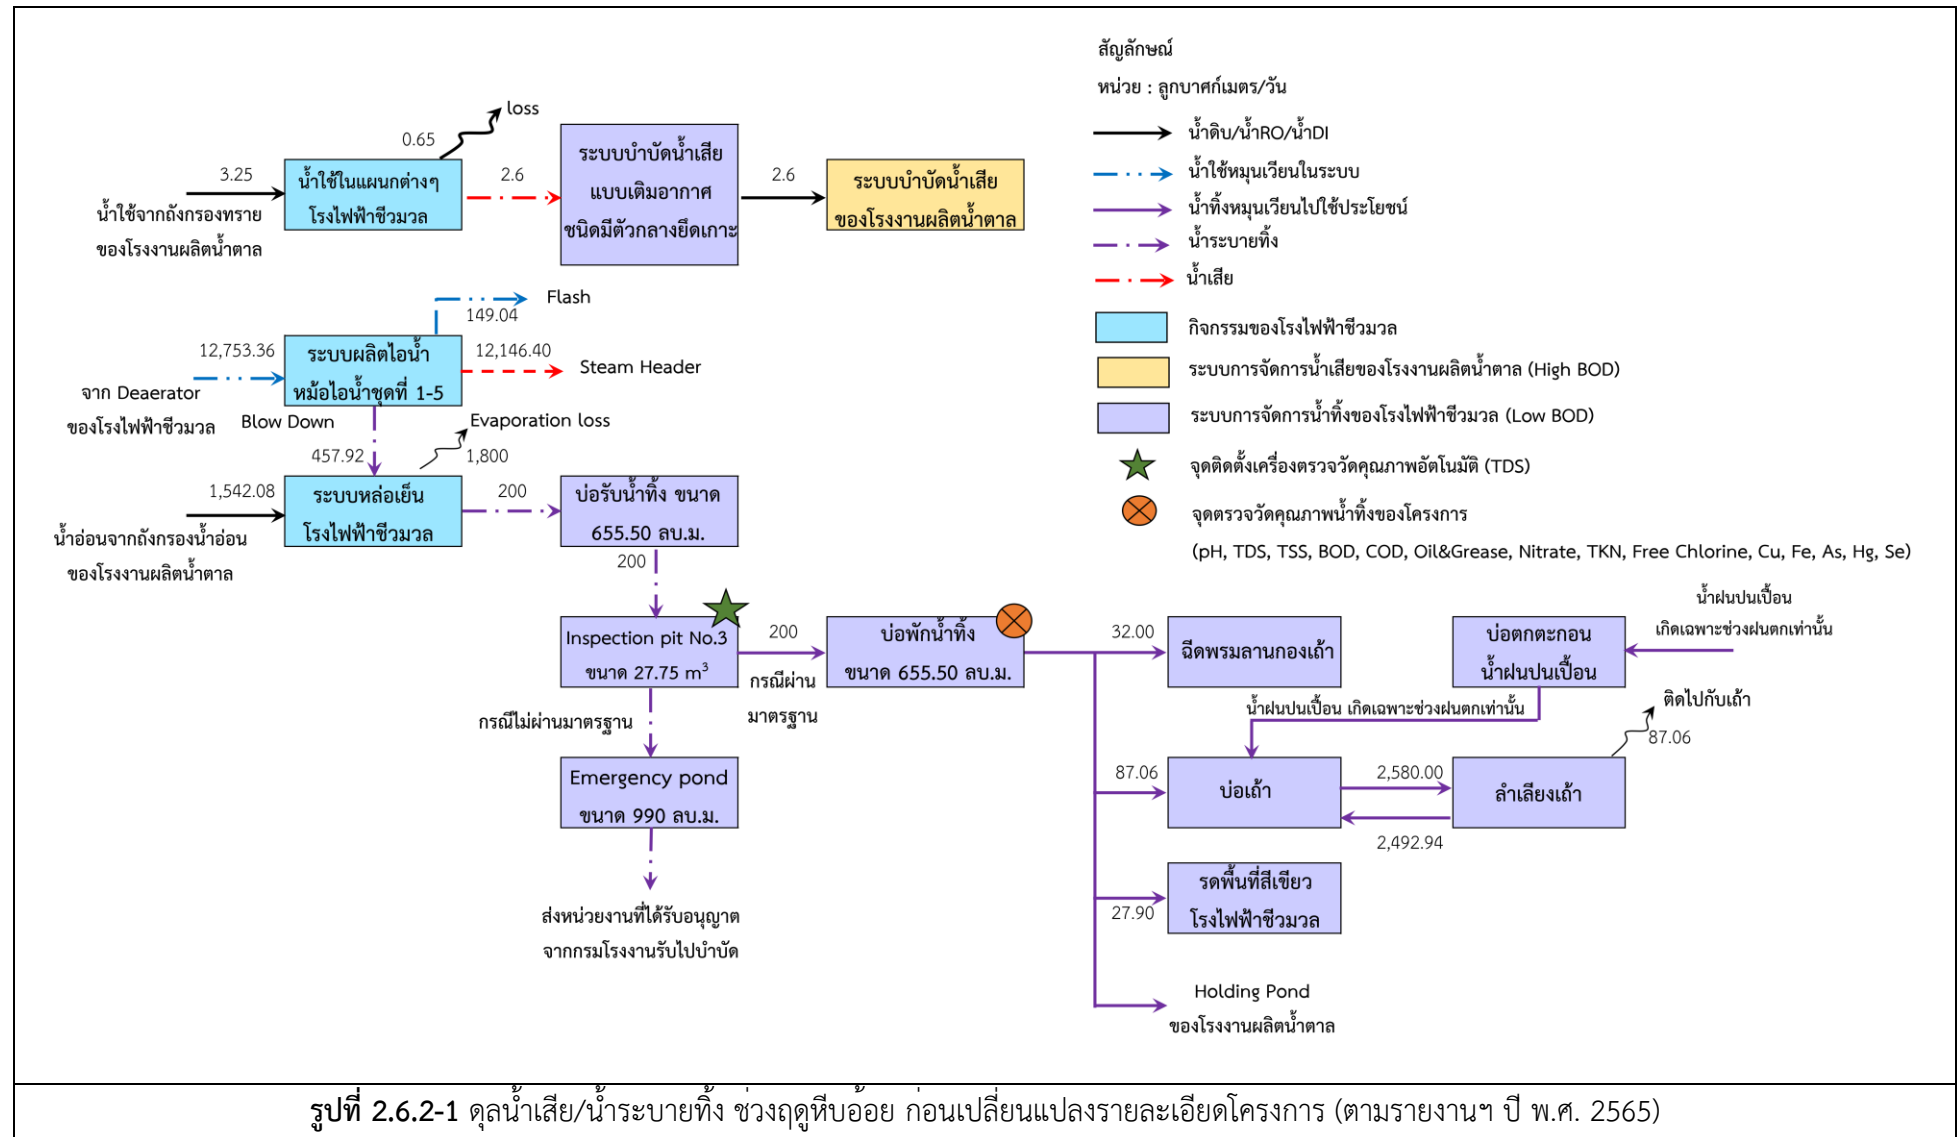 สัญลักษณ์
หน่วย : ลูกบาศก์เมตร/วัน
น้ำดิบ/น้ำRO/น้ำDI
น้ำใช้หมุนเวียนในระบบ
น้ำทิ้งหมุนเวียนไปใช้ประโยชน์
น้ำระบายทิ้ง
น้ำเสีย
กิจกรรมของโรงไฟฟ้าชีวมวล
ระบบการจัดการน้ำเสียของโรงงานผลิตน้ำตาล (High BOD)
ระบบการจัดการน้ำทิ้งของโรงไฟฟ้าชีวมวล (Low BOD)
จุดติดตั้งเครื่องตรวจวัดคุณภาพอัตโนมัติ (TDS)
จุดตรวจวัดคุณภาพน้ำทิ้งของโครงการ
(pH, TDS, TSS, BOD, COD, Oil&Grease, Nitrate, TKN, Free Chlorine, Cu, Fe, As, Hg, Se)
loss
0.65
3.25
น้ำใช้จากถังกรองทราย
ของโรงงานผลิตน้ำตาล
น้ำใช้ในแผนกต่างๆ
โรงไฟฟ้าชีวมวล
2.6
ระบบบำบัดน้ำเสีย
แบบเติมอากาศ
ชนิดมีตัวกลางยึดเกาะ
2.6
ระบบบำบัดน้ำเสีย
ของโรงงานผลิตน้ำตาล
Flash
149.04
12,753.36
จาก Deaerator
ของโรงไฟฟ้าชีวมวล
ระบบผลิตไอน้ำ
หม้อไอน้ำชุดที่ 1-5
12,146.40
Steam Header
Blow Down
457.92
Evaporation loss
1,800
1,542.08
น้ำอ่อนจากถังกรองน้ำอ่อน
ของโรงงานผลิตน้ำตาล
ระบบหล่อเย็น
โรงไฟฟ้าชีวมวล
200
บ่อรับน้ำทิ้ง ขนาด
655.50 ลบ.ม.
200
Inspection pit No.3
ขนาด 27.75 m³
200
กรณีผ่าน
มาตรฐาน
บ่อพักน้ำทิ้ง
ขนาด 655.50 ลบ.ม.
กรณีไม่ผ่านมาตรฐาน
Emergency pond
ขนาด 990 ลบ.ม.
ส่งหน่วยงานที่ได้รับอนุญาต
จากกรมโรงงานรับไปบำบัด
32.00
ฉีดพรมลานกองเถ้า
บ่อตกตะกอน
น้ำฝนปนเปื้อน
น้ำฝนปนเปื้อน
เกิดเฉพาะช่วงฝนตกเท่านั้น
น้ำฝนปนเปื้อน เกิดเฉพาะช่วงฝนตกเท่านั้น
ติดไปกับเถ้า
87.06
87.06
บ่อเถ้า
2,580.00
2,492.94
ลำเลียงเถ้า
27.90
รดพื้นที่สีเขียว
โรงไฟฟ้าชีวมวล
Holding Pond
ของโรงงานผลิตน้ำตาล
รูปที่ 2.6.2-1 ดุลน้ำเสีย/น้ำระบายทิ้ง ช่วงฤดูหีบอ้อย ก่อนเปลี่ยนแปลงรายละเอียดโครงการ (ตามรายงานฯ ปี พ.ศ. 2565)